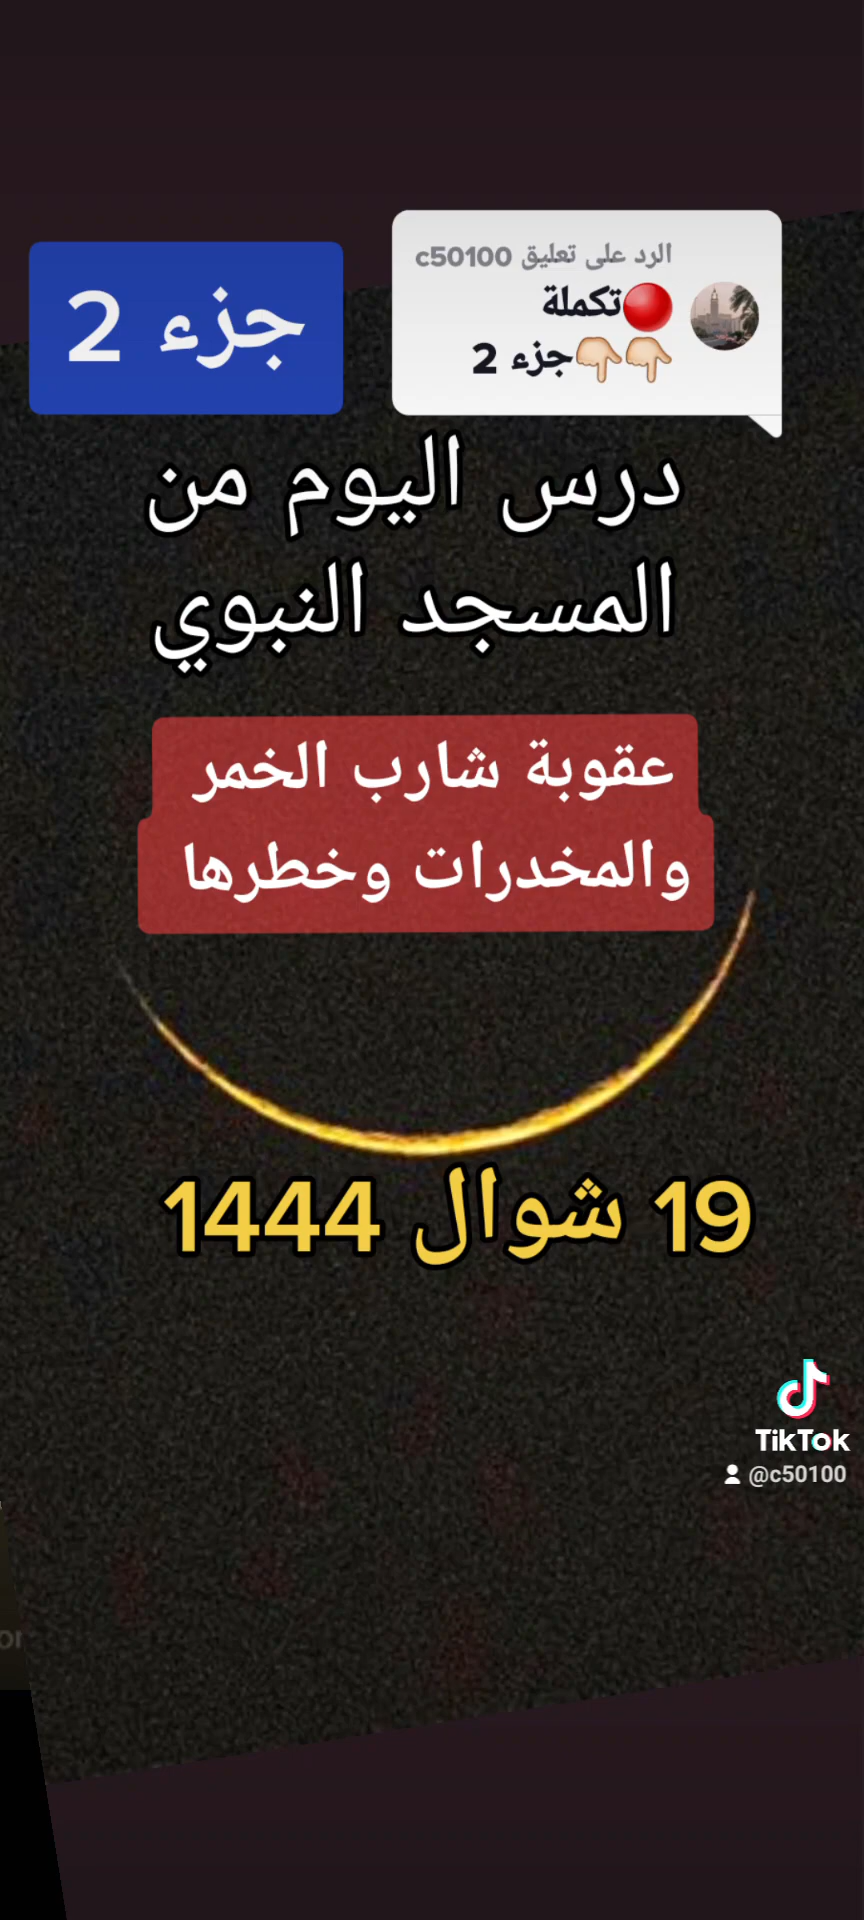 الرد على تعليق c50100
🔴تكملة
👇🏻👇🏻جزء 2
جزء 2
درس اليوم من
المسجد النبوي
عقوبة شارب الخمر
والمخدرات وخطرها
19 شوال 1444
TikTok
@c50100